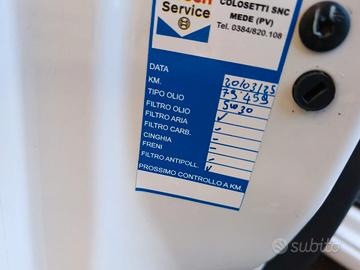 Service
COLOSETTI SNC
MEDE (PV)
Tel. 0384/820.108
DATA 20/03/25
KM. 75455
TIPO OLIO 5W30
FILTRO OLIO ✓
FILTRO ARIA -
FILTRO CARB. -
CINGHIA -
FRENI -
FILTRO ANTIPOLL. -
PROSSIMO CONTROLLO A KM.
subito